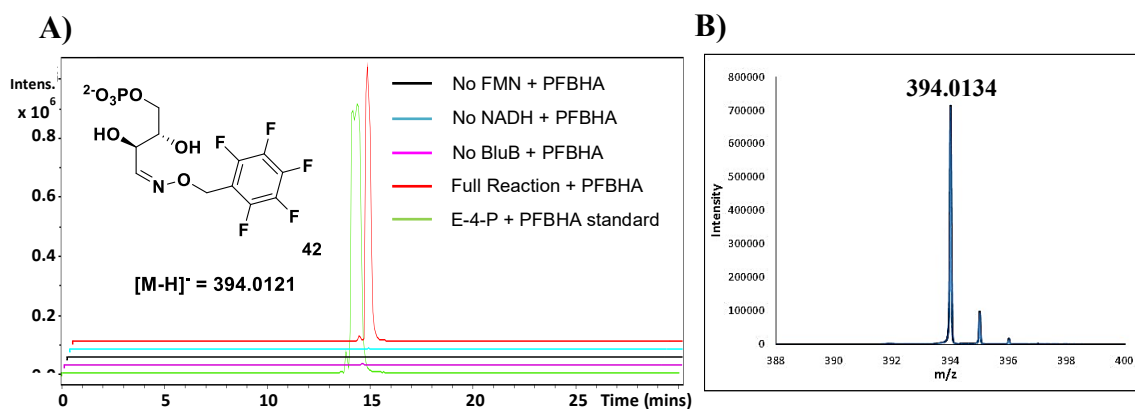 A)
Intens.
x 10⁶
0.8
0.6
0.4
0.2
0.0
0
5
10
15
20
25
Time (mins)
2-O3PO
HO
OH
N
O
F
F
F
F
F
42
[M-H]⁻ = 394.0121
No FMN + PFBHA
No NADH + PFBHA
No BluB + PFBHA
Full Reaction + PFBHA
E-4-P + PFBHA standard
B)
394.0134
800000
700000
600000
500000
400000
300000
200000
100000
0
Intensity
388
390
392
394
396
398
400
m/z